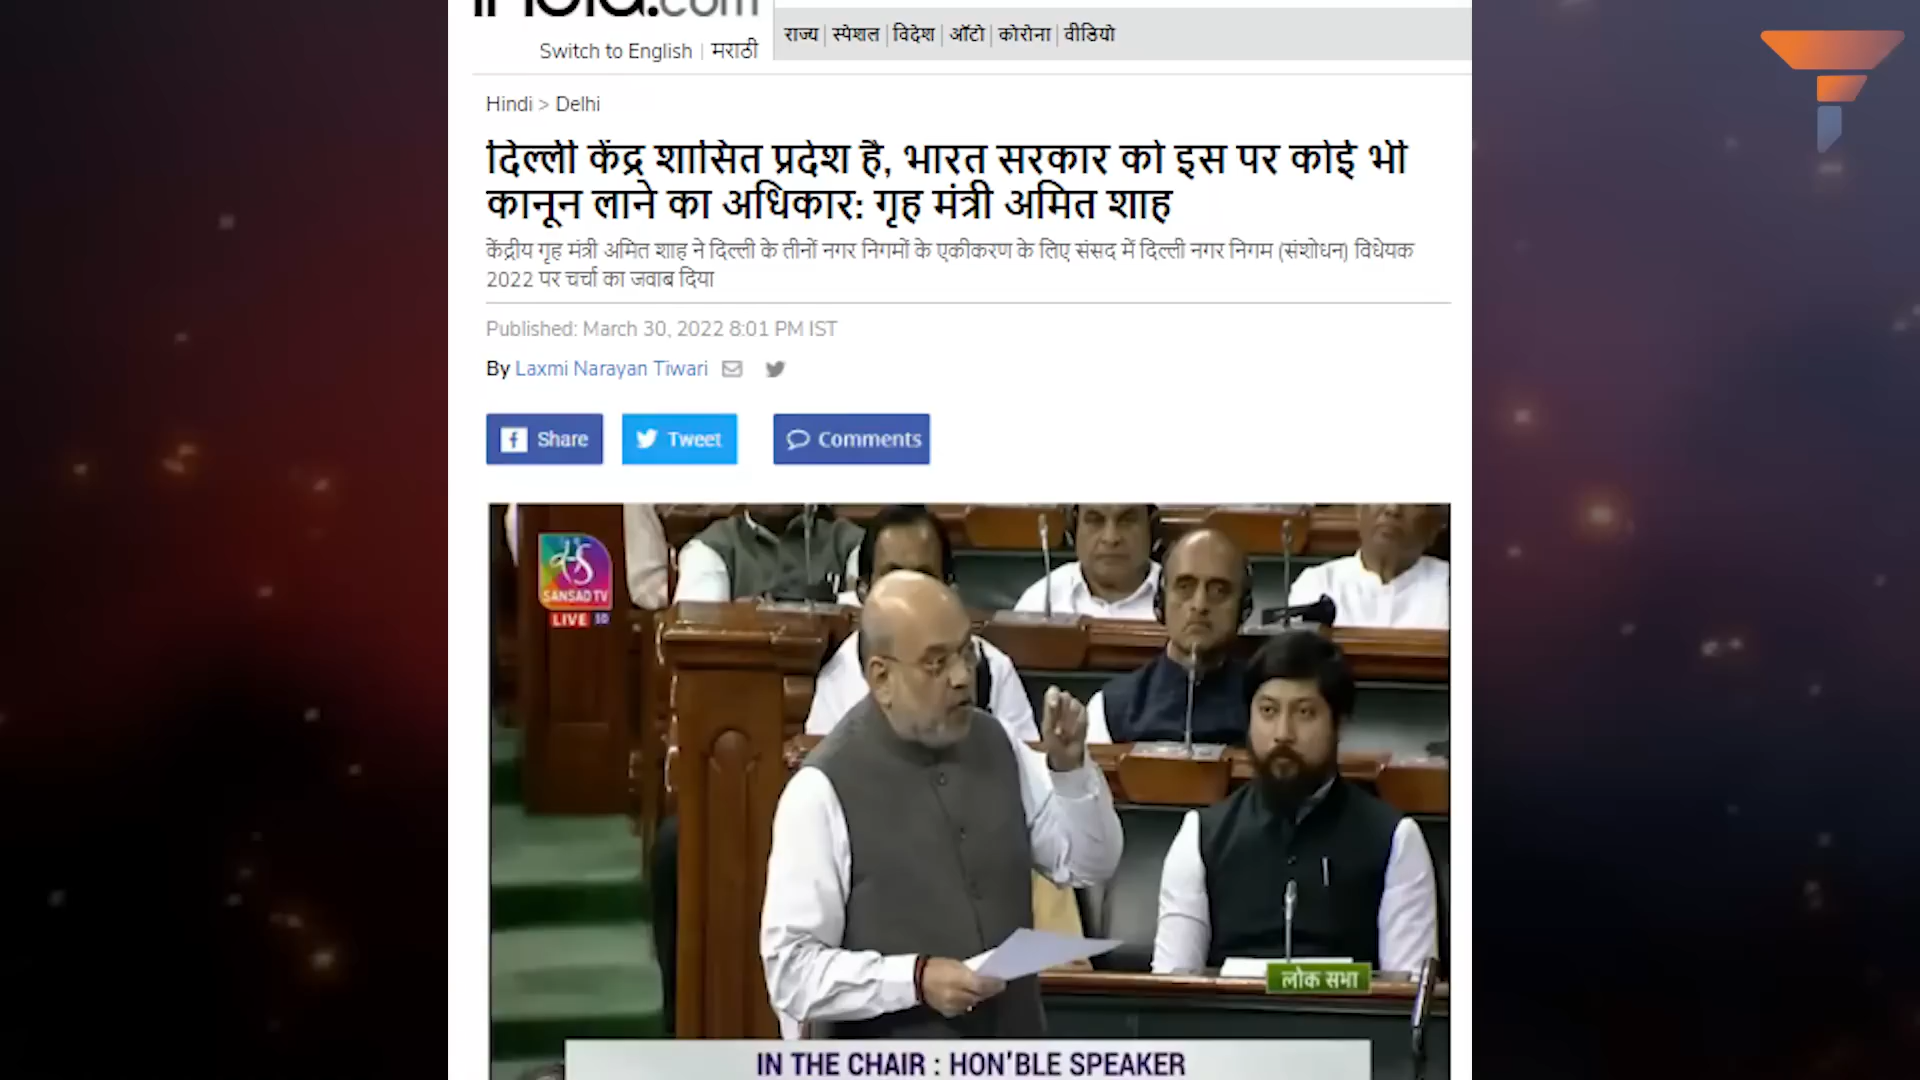 Switch to English | मराठी
राज्य | स्पेशल | विदेश | ऑटो | कोरोना | वीडियो
Hindi > Delhi
दिल्ली केंद्र शासित प्रदेश है, भारत सरकार को इस पर कोई भी
कानून लाने का अधिकार: गृह मंत्री अमित शाह
केंद्रीय गृह मंत्री अमित शाह ने दिल्ली के तीनों नगर निगमों के एकीकरण के लिए संसद में दिल्ली नगर निगम (संशोधन) विधेयक
2022 पर चर्चा का जवाब दिया
Published: March 30, 2022 8:01 PM IST
By Laxmi Narayan Tiwari
Share
Tweet
Comments
SANSAD TV
LIVE
लोक सभा
IN THE CHAIR : HON'BLE SPEAKER